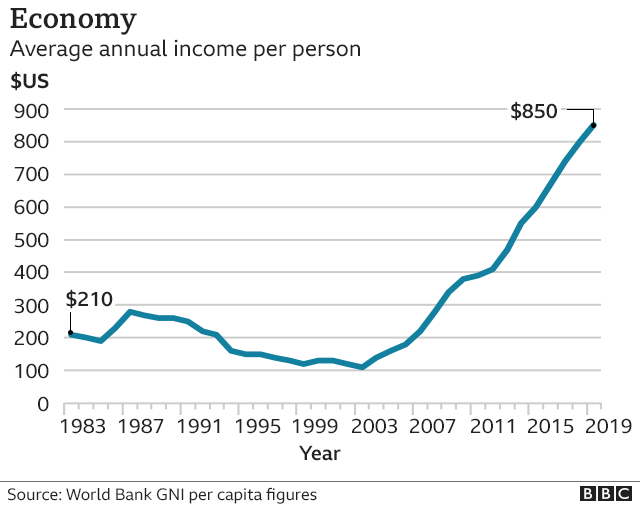 Economy
Average annual income per person
$US
900
$850
800
700
600
500
400
300
$210
200
100
0
1983 1987 1991 1995 1999 2003 2007 2011 2015 2019
Year
Source: World Bank GNI per capita figures
BBC